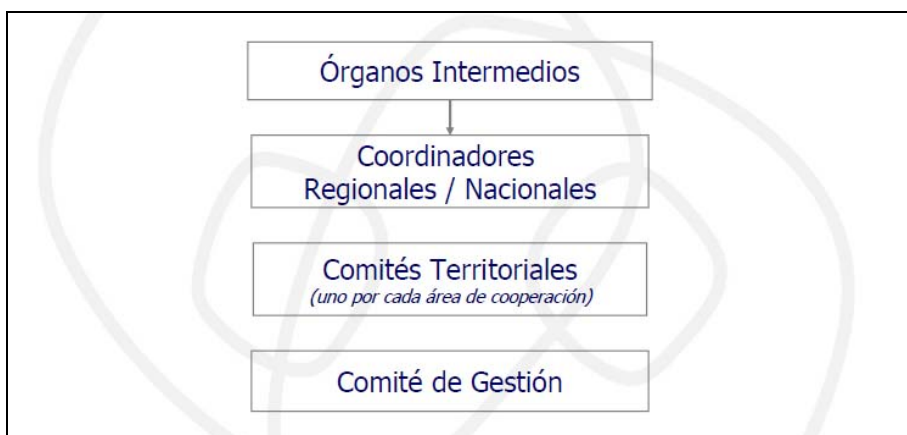 Órganos Intermedios
Coordinadores
Regionales / Nacionales
Comités Territoriales
(uno por cada área de cooperación)
Comité de Gestión